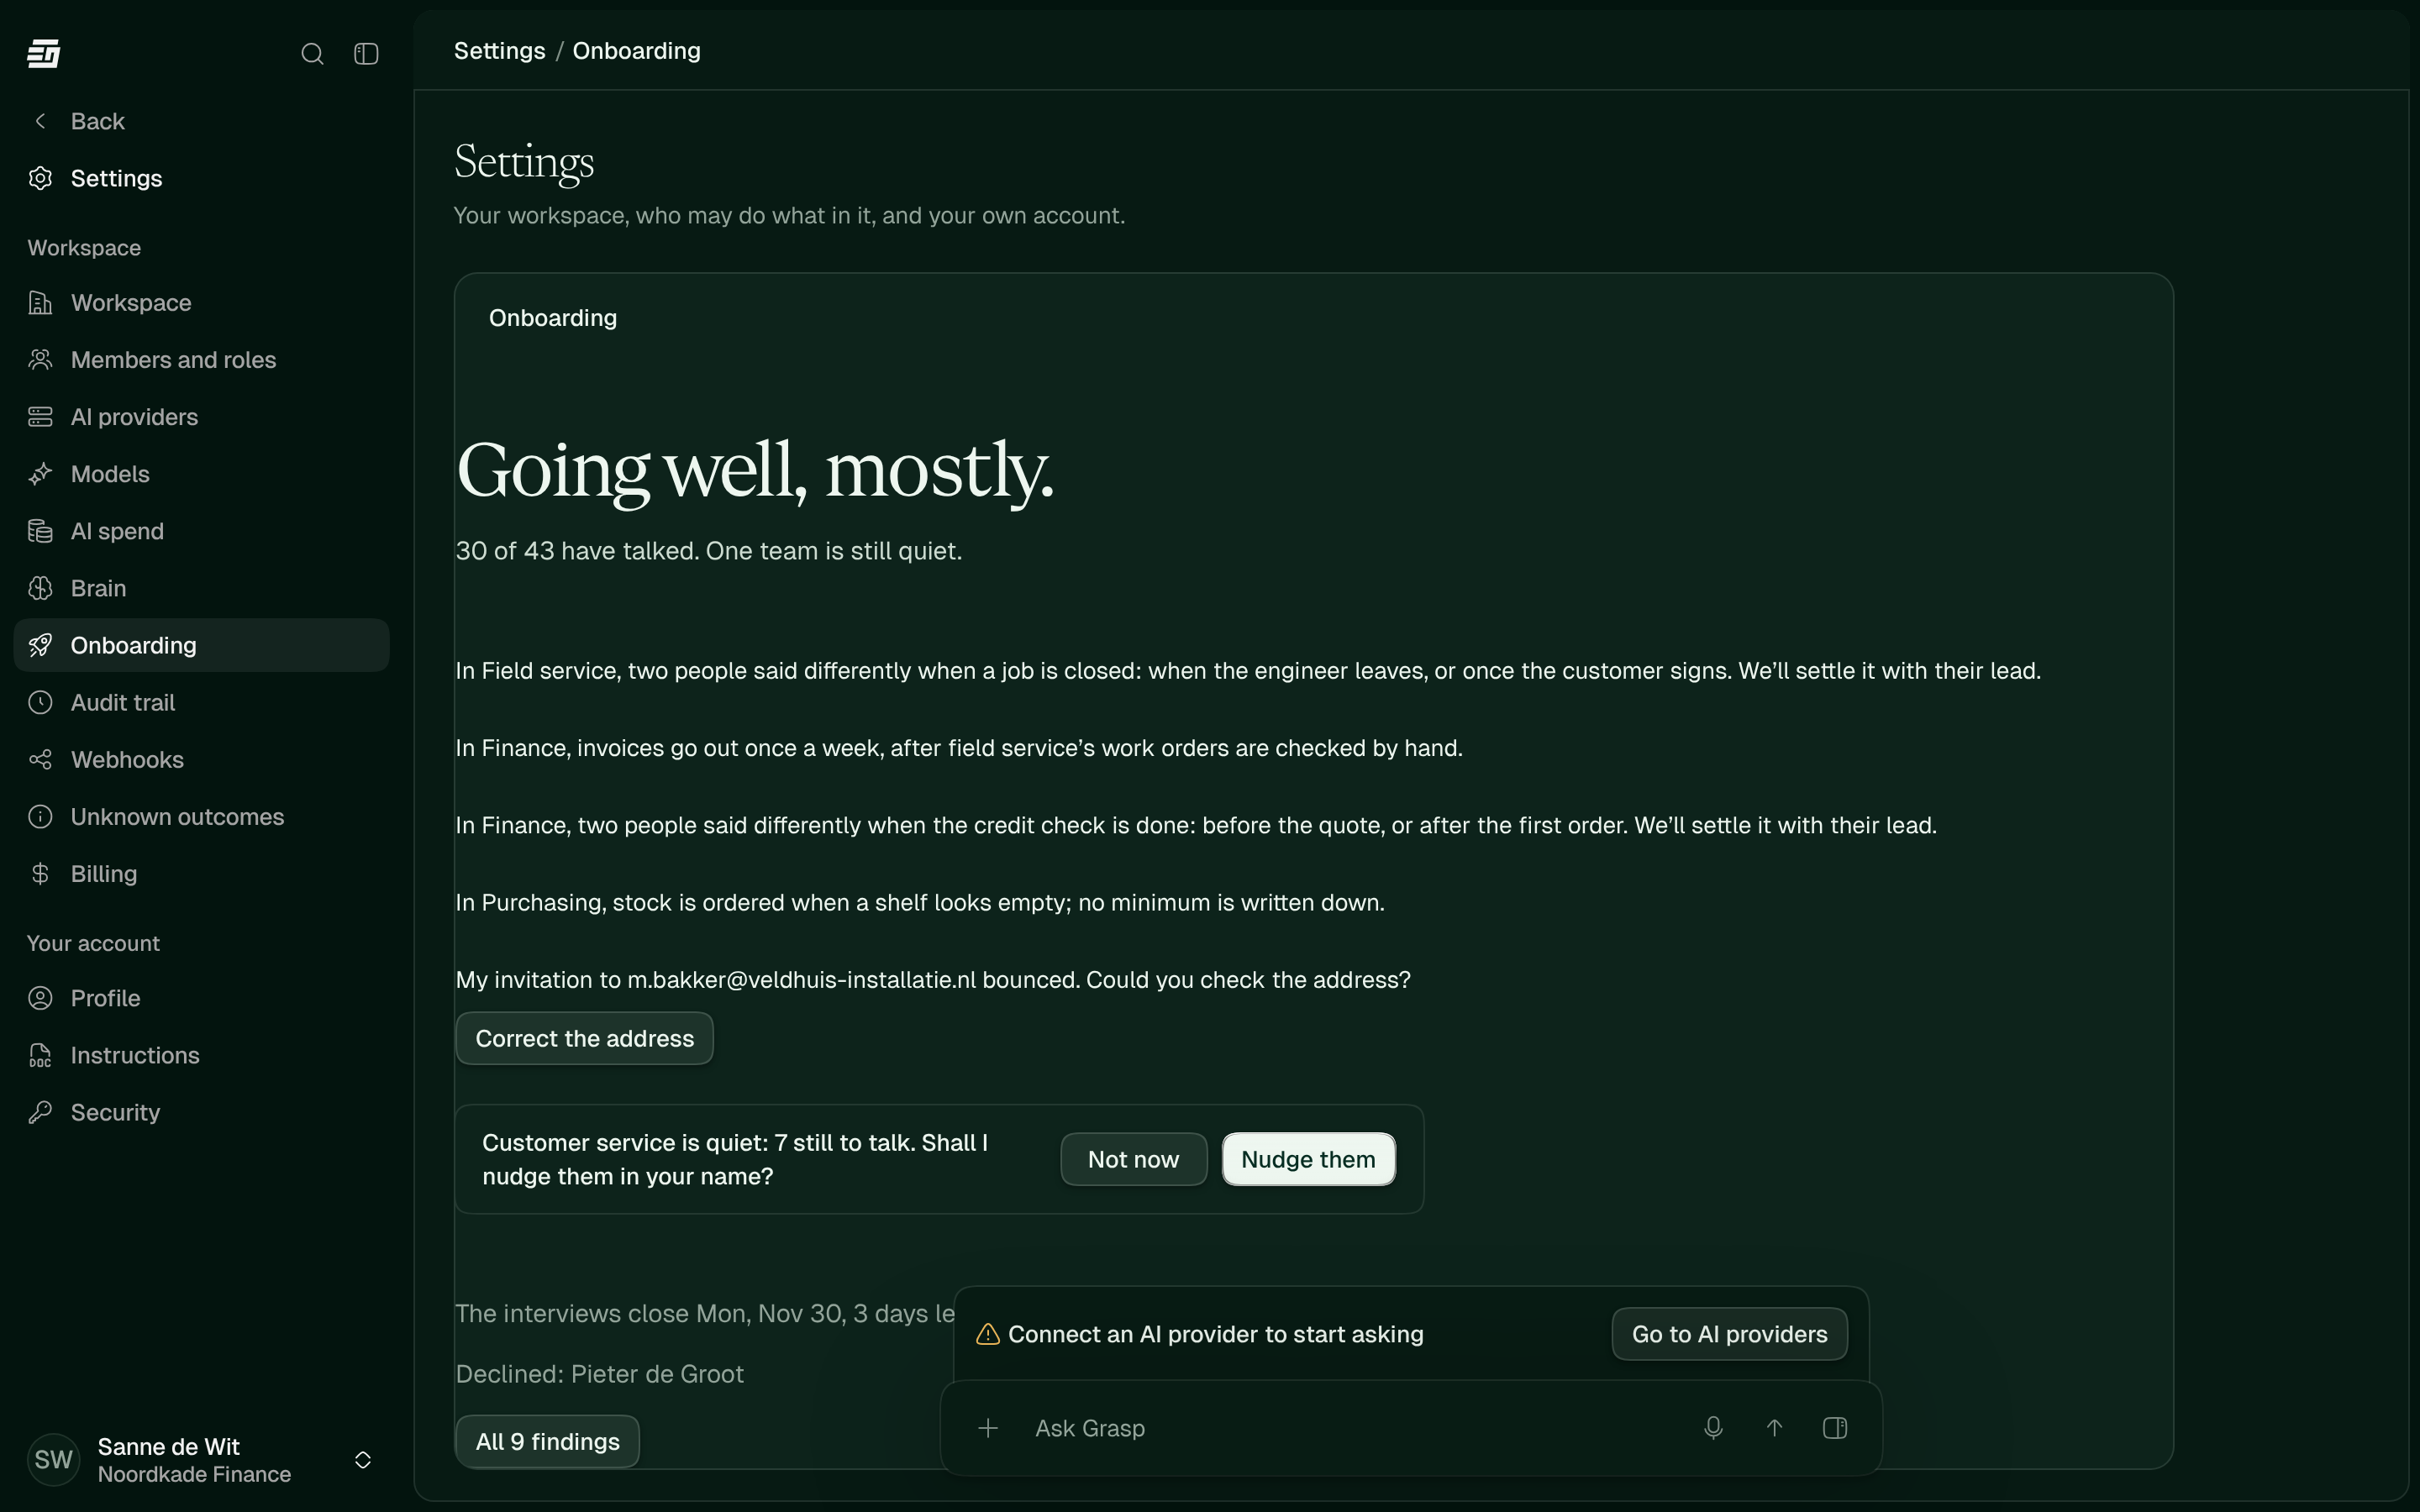 Back
Settings
Workspace
Workspace
Members and roles
AI providers
Models
AI spend
Brain
Onboarding
Audit trail
Webhooks
Unknown outcomes
Billing
Your account
Profile
Instructions
Security
SW
Sanne de Wit
Noordkade Finance
Settings / Onboarding
Settings
Your workspace, who may do what in it, and your own account.
Onboarding
Going well, mostly.
30 of 43 have talked. One team is still quiet.
In Field service, two people said differently when a job is closed: when the engineer leaves, or once the customer signs. We’ll settle it with their lead.
In Finance, invoices go out once a week, after field service’s work orders are checked by hand.
In Finance, two people said differently when the credit check is done: before the quote, or after the first order. We’ll settle it with their lead.
In Purchasing, stock is ordered when a shelf looks empty; no minimum is written down.
My invitation to m.bakker@veldhuis-installatie.nl bounced. Could you check the address?
Correct the address
Customer service is quiet: 7 still to talk. Shall I
nudge them in your name?
Not now
Nudge them
The interviews close Mon, Nov 30, 3 days
Declined: Pieter de Groot
All 9 findings
Connect an AI provider to start asking
Go to AI providers
Ask Grasp